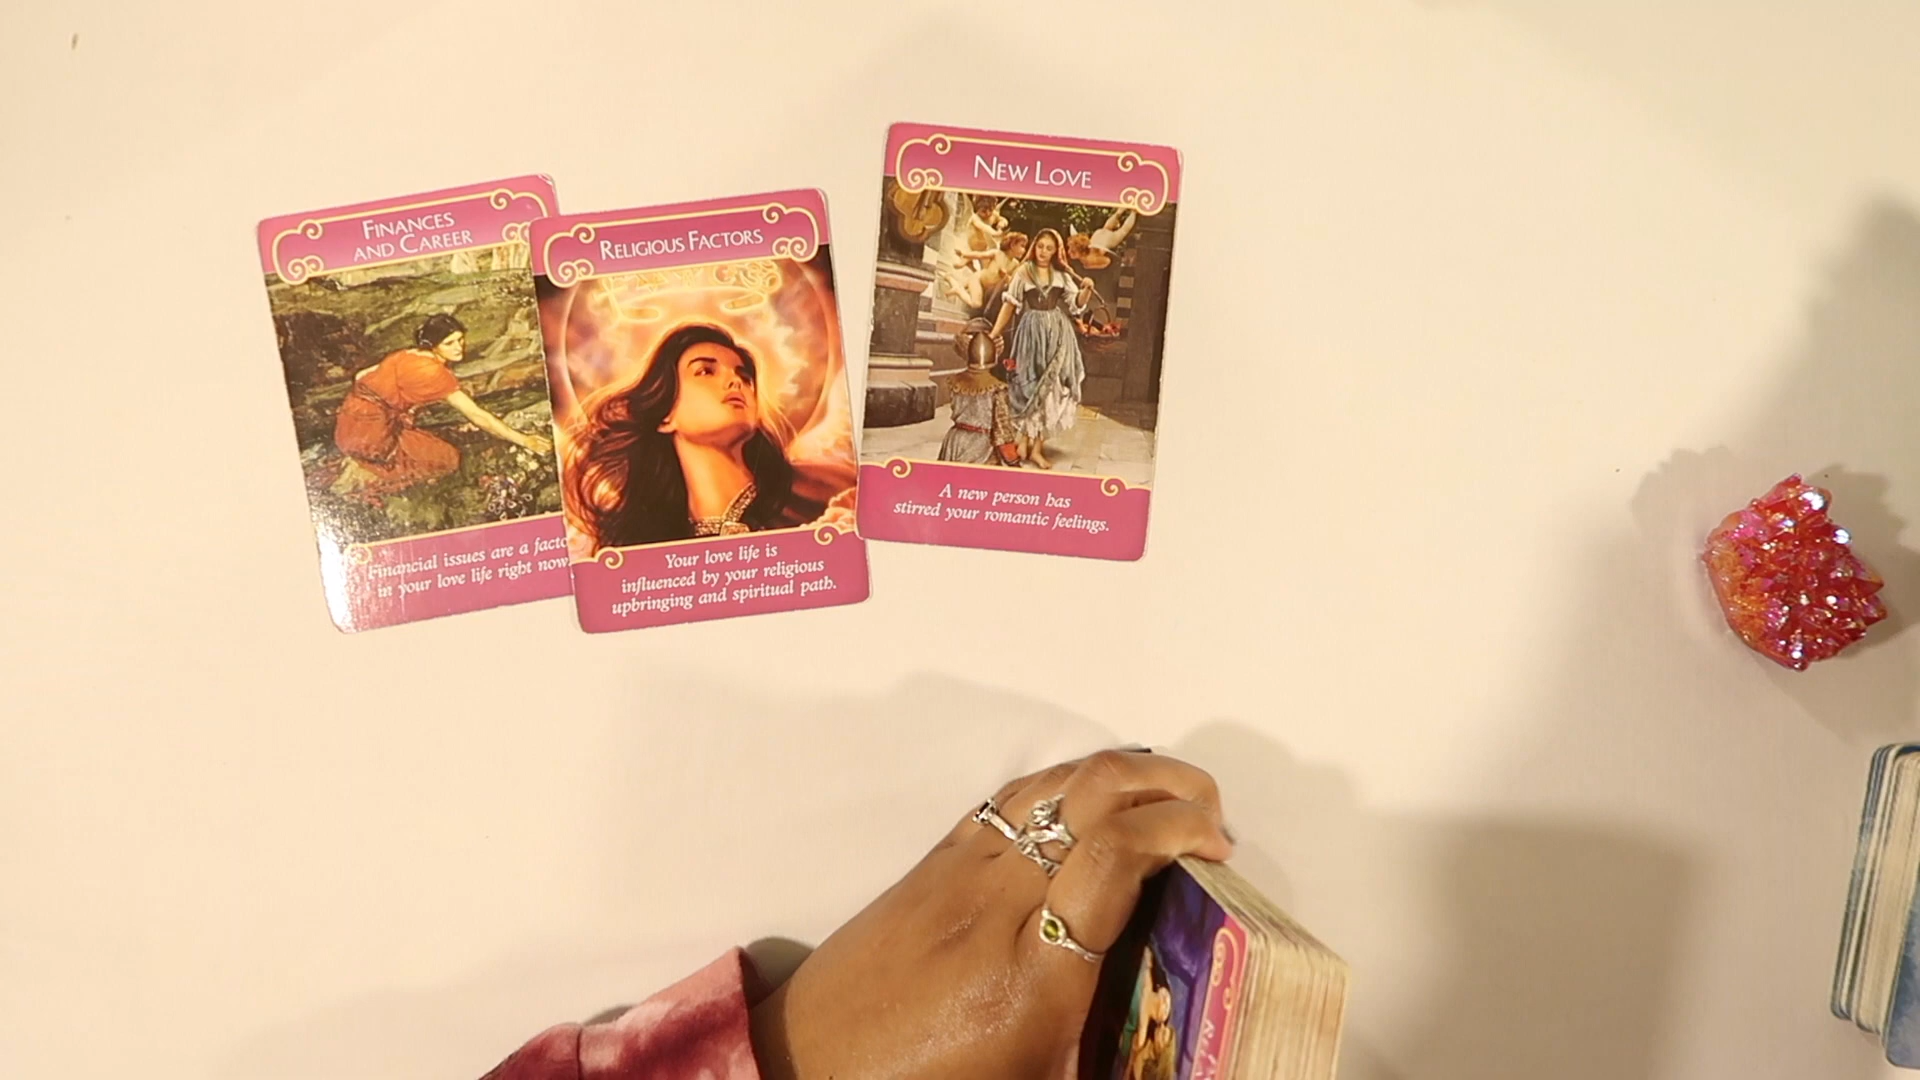 FINANCES
AND CAREER
Financial issues are a facto
in your love life right now
RELIGIOUS FACTORS
Your love life is
influenced by your religious
upbringing and spiritual path.
NEW LOVE
A new person has
stirred your romantic feelings.